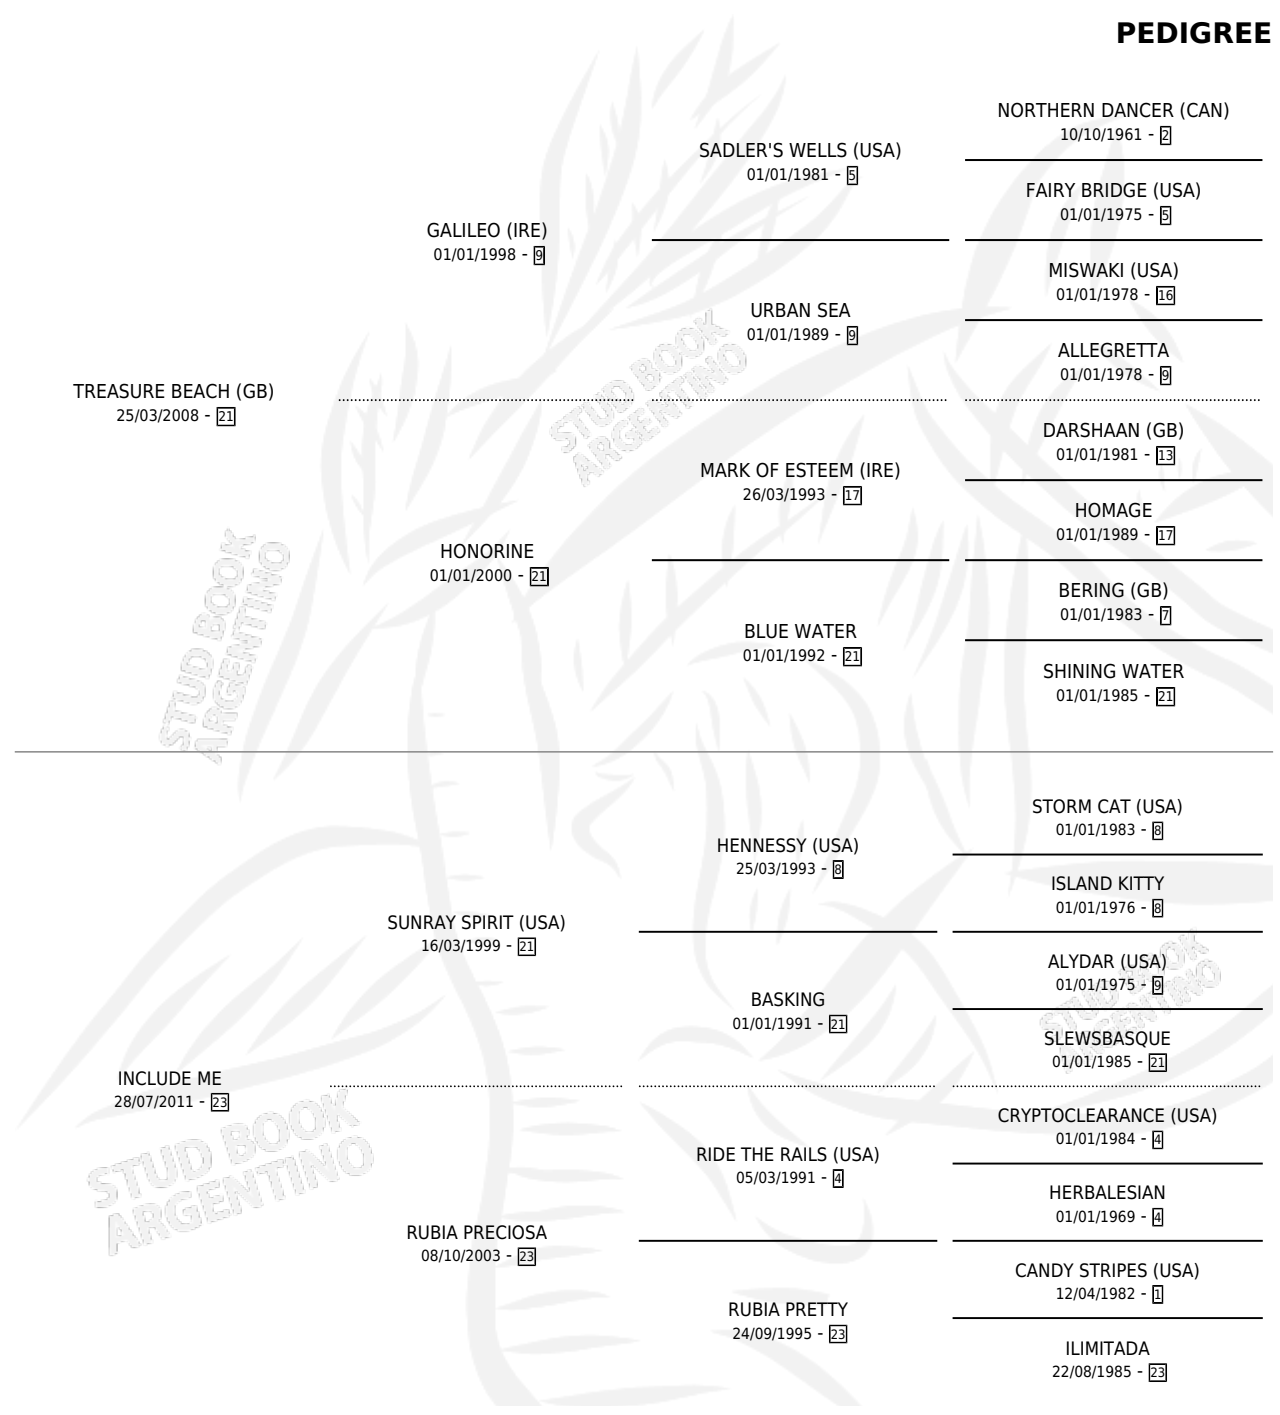 PEDIGREE
NORTHERN DANCER (CAN)
10/10/1961 - 2
SADLER'S WELLS (USA)
01/01/1981 - 5
FAIRY BRIDGE (USA)
01/01/1975 - 5
GALILEO (IRE)
01/01/1998 - 9
MISWAKI (USA)
01/01/1978 - 16
URBAN SEA
01/01/1989 - 9
ALLEGRETTA
01/01/1978 - 9
TREASURE BEACH (GB)
25/03/2008 - 21
DARSHAAN (GB)
01/01/1981 - 13
MARK OF ESTEEM (IRE)
26/03/1993 - 17
HOMAGE
01/01/1989 - 17
HONORINE
01/01/2000 - 21
BERING (GB)
01/01/1983 - 7
BLUE WATER
01/01/1992 - 21
SHINING WATER
01/01/1985 - 21
STORM CAT (USA)
01/01/1983 - 8
HENNESSY (USA)
25/03/1993 - 8
ISLAND KITTY
01/01/1976 - 8
SUNRAY SPIRIT (USA)
16/03/1999 - 21
ALYDAR (USA)
01/01/1975 - 9
BASKING
01/01/1991 - 21
SLEWSBASQUE
01/01/1985 - 21
INCLUDE ME
28/07/2011 - 23
CRYPTOCLEARANCE (USA)
01/01/1984 - 4
RIDE THE RAILS (USA)
05/03/1991 - 4
HERBALESIAN
01/01/1969 - 4
RUBIA PRECIOSA
08/10/2003 - 23
CANDY STRIPES (USA)
12/04/1982 - 1
RUBIA PRETTY
24/09/1995 - 23
ILIMITADA
22/08/1985 - 23
STUD BOOK
ARGENTINO
STUD BOOK
ARGENTINO
STUD BOOK
ARGENTINO
STUD BOOK
ARGENTINO